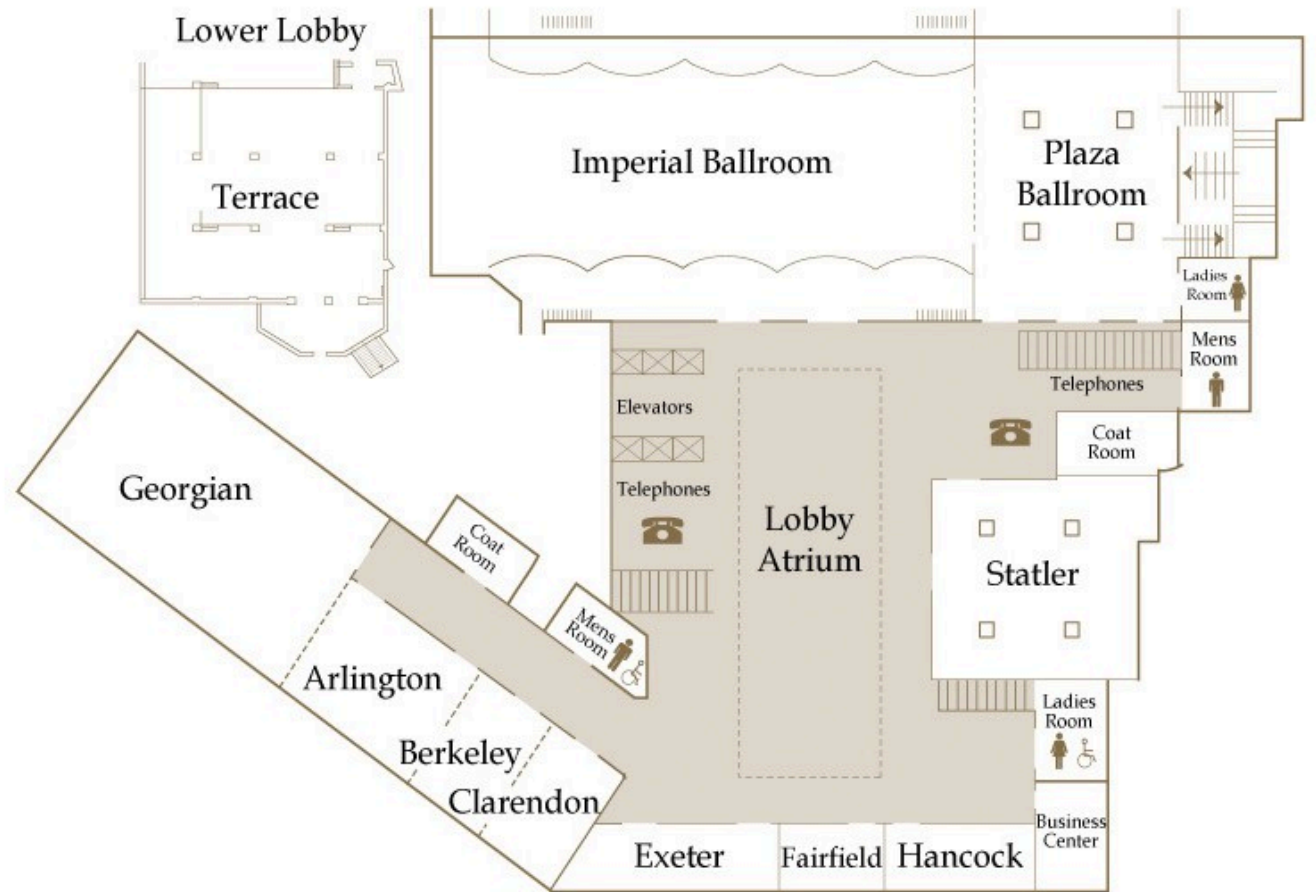 Lower Lobby
Terrace
Imperial Ballroom
Plaza
Ballroom
Ladies
Room
Mens
Room
Telephones
Coat
Room
Elevators
Telephones
Lobby
Atrium
Statler
Georgian
Coat
Room
Mens
Room
Arlington
Berkeley
Clarendon
Ladies
Room
Business
Center
Exeter
Fairfield
Hancock